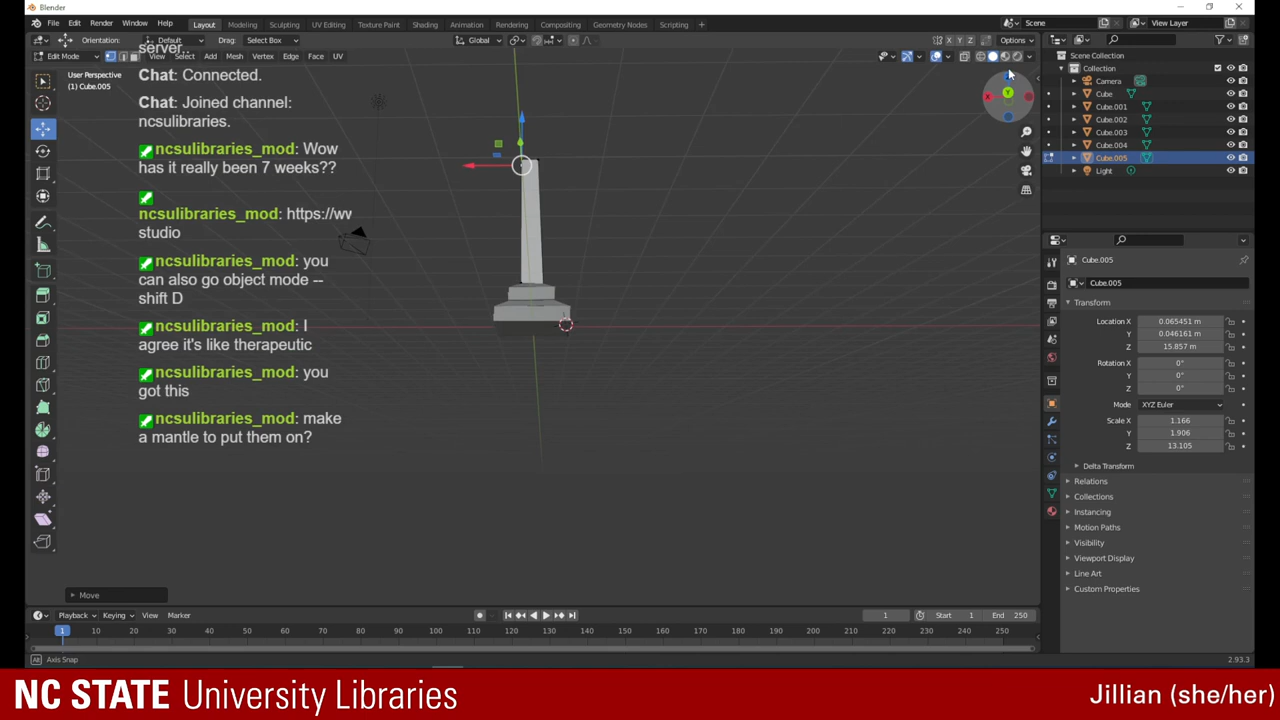 Blender
File Edit Render Window Help Layout Modeling Sculpting UV Editing Texture Paint Shading Animation Rendering Compositing Geometry Nodes Scripting + Scene View Layer
Orientation: Default Drag: Select Box Global X Y Z Options
Edit Mode View Select Add Mesh Vertex Edge Face UV
User Perspective
(1) Cube.005
server...
Chat: Connected.
Chat: Joined channel:
ncsulibraries.
ncsulibraries_mod: Wow
has it really been 7 weeks??
ncsulibraries_mod: https://wv
studio
ncsulibraries_mod: you
can also go object mode --
shift D
ncsulibraries_mod: I
agree it's like therapeutic
ncsulibraries_mod: you
got this
ncsulibraries_mod: make
a mantle to put them on?
X Y
Scene Collection
Collection
Camera
Cube
Cube.001
Cube.002
Cube.003
Cube.004
Cube.005
Light
Cube.005
Cube.005
Transform
Location X 0.065451 m
Y 0.046161 m
Z 15.857 m
Rotation X 0°
Y 0°
Z 0°
Mode XYZ Euler
Scale X 1.166
Y 1.906
Z 13.105
Delta Transform
Relations
Collections
Instancing
Motion Paths
Visibility
Viewport Display
Line Art
Custom Properties
Move
Playback Keying View Marker 1 Start 1 End 250
1 10 20 30 40 50 60 70 80 90 100 110 120 130 140 150 160 170 180 190 200 210 220 230 240 250
Axis Snap 2.93.3
NC STATE University Libraries Jillian (she/her)